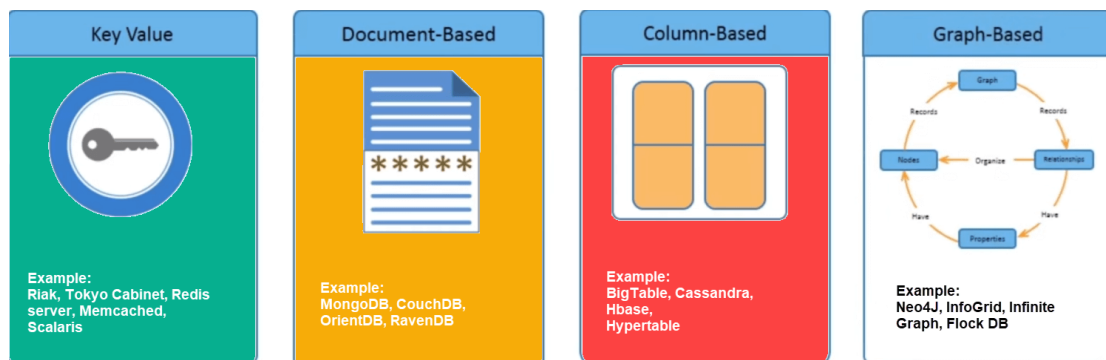 Key Value
Example:
Riak, Tokyo Cabinet, Redis
server, Memcached,
Scalaris
Document-Based
*****
Example:
MongoDB, CouchDB,
OrientDB, RavenDB
Column-Based
Example:
BigTable, Cassandra,
Hbase,
Hypertable
Graph-Based
Graph
Records
Records
Nodes
Organise
Relationships
Have
Have
Properties
Example:
Neo4J, InfoGrid, Infinite
Graph, Flock DB